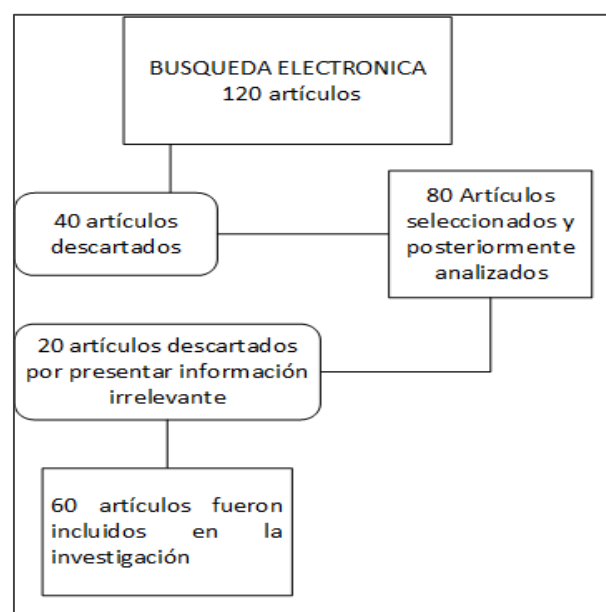 BUSQUEDA ELECTRONICA
120 artículos
40 artículos
descartados
80 Artículos
seleccionados y
posteriormente
analizados
20 artículos descartados
por presentar información
irrelevante
60 artículos fueron
incluidos en la
investigación